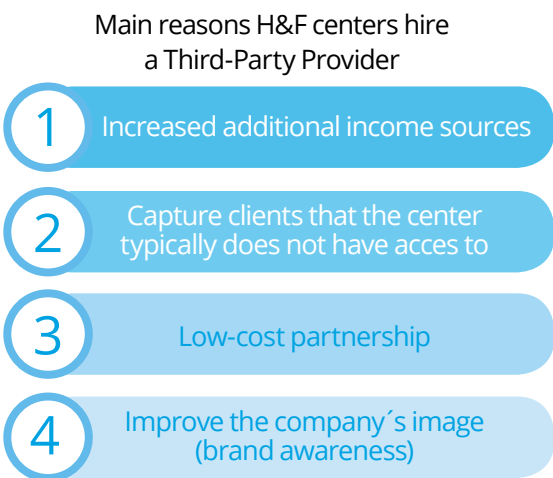 Main reasons H&F centers hire
a Third-Party Provider
1
Increased additional income sources
2
Capture clients that the center
typically does not have acces to
3
Low-cost partnership
4
Improve the company´s image
(brand awareness)